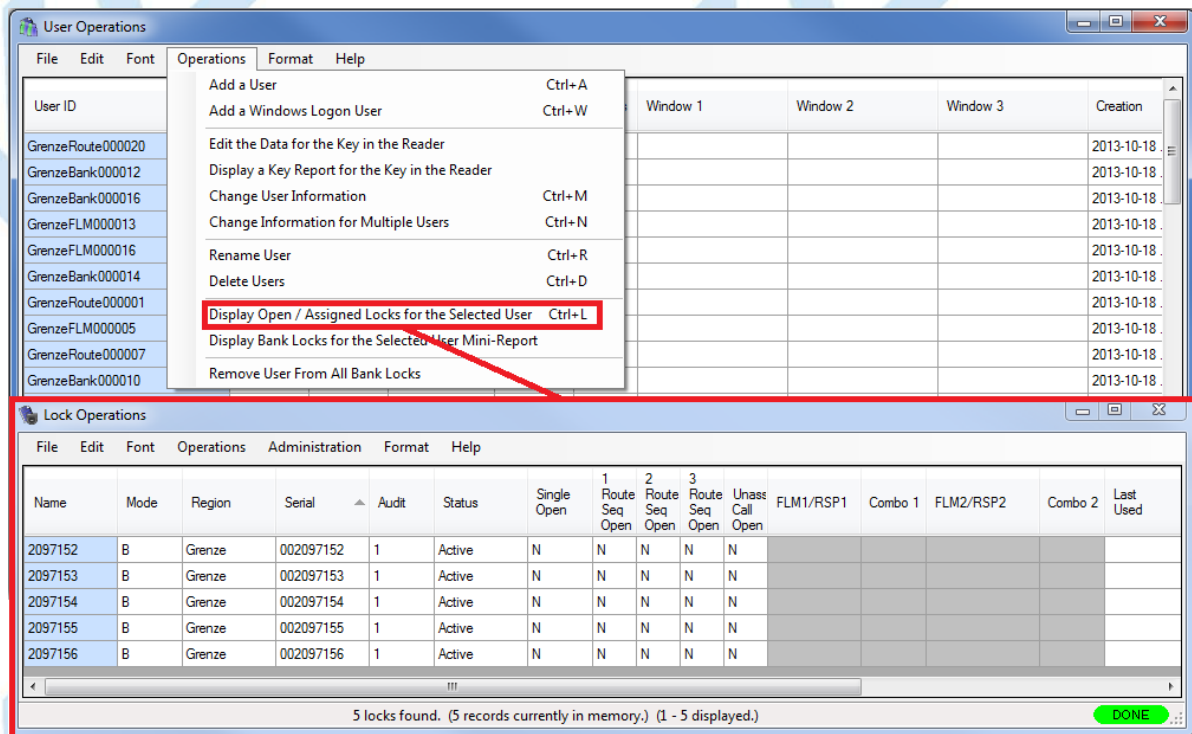 User Operations
File Edit Font Operations Format Help
User ID Window 1 Window 2 Window 3 Creation
Add a User Ctrl+A
Add a Windows Logon User Ctrl+W
Edit the Data for the Key in the Reader
Display a Key Report for the Key in the Reader
Change User Information Ctrl+M
Change Information for Multiple Users Ctrl+N
Rename User Ctrl+R
Delete Users Ctrl+D
Display Open / Assigned Locks for the Selected User Ctrl+L
Display Bank Locks for the Selected User Mini-Report
Remove User From All Bank Locks
GrenzeRoute000020 2013-10-18 .
GrenzeBank000012 2013-10-18 .
GrenzeBank000016 2013-10-18 .
GrenzeFLM000013 2013-10-18 .
GrenzeFLM000016 2013-10-18 .
GrenzeBank000014 2013-10-18 .
GrenzeRoute000001 2013-10-18 .
GrenzeFLM000005 2013-10-18 .
GrenzeRoute000007 2013-10-18 .
GrenzeBank000010 2013-10-18 .
Lock Operations
File Edit Font Operations Administration Format Help
Name Mode Region Serial Audit Status Single Open 1 Route Seq Open 2 Route Seq Open 3 Route Seq Open Unass Call Open FLM1/RSP1 Combo 1 FLM2/RSP2 Combo 2 Last Used
2097152 B Grenze 002097152 1 Active N N N N N
2097153 B Grenze 002097153 1 Active N N N N N
2097154 B Grenze 002097154 1 Active N N N N N
2097155 B Grenze 002097155 1 Active N N N N N
2097156 B Grenze 002097156 1 Active N N N N N
5 locks found. (5 records currently in memory.) (1 - 5 displayed.) DONE